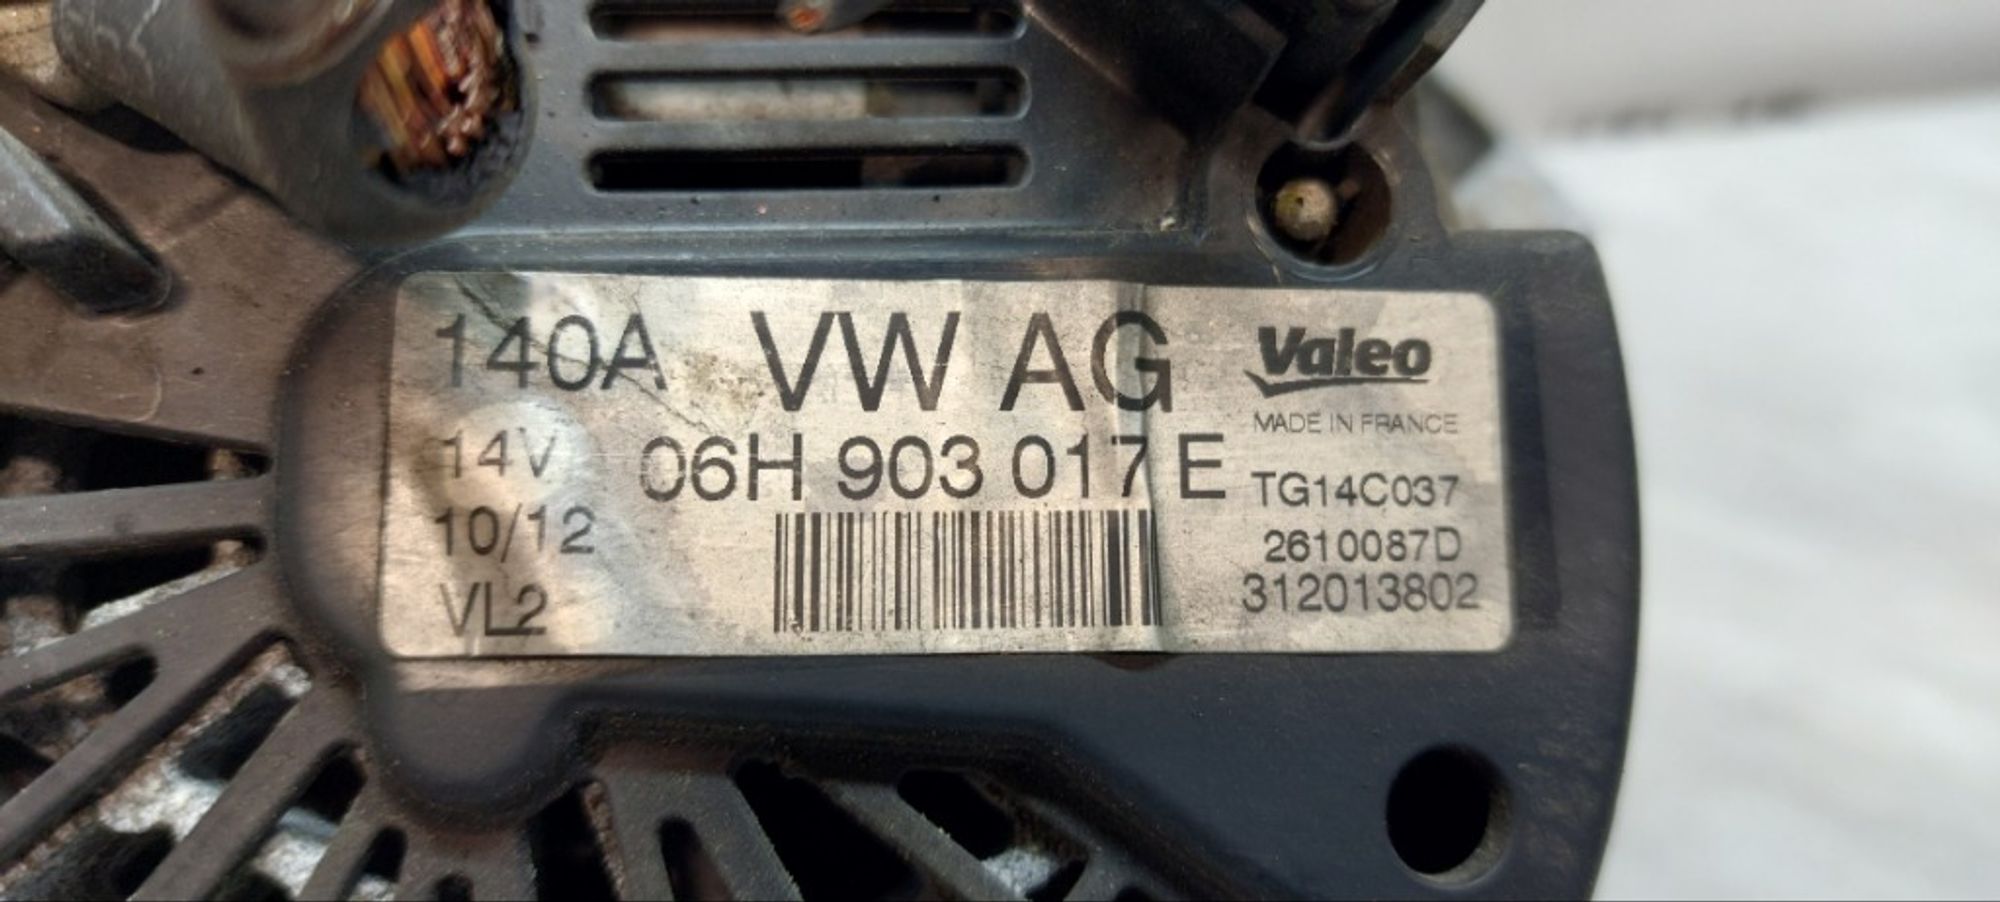 140A VW AG Valeo
MADE IN FRANCE
14V 06H 903 017 E TG14C037
10/12 2610087D
VL2 312013802